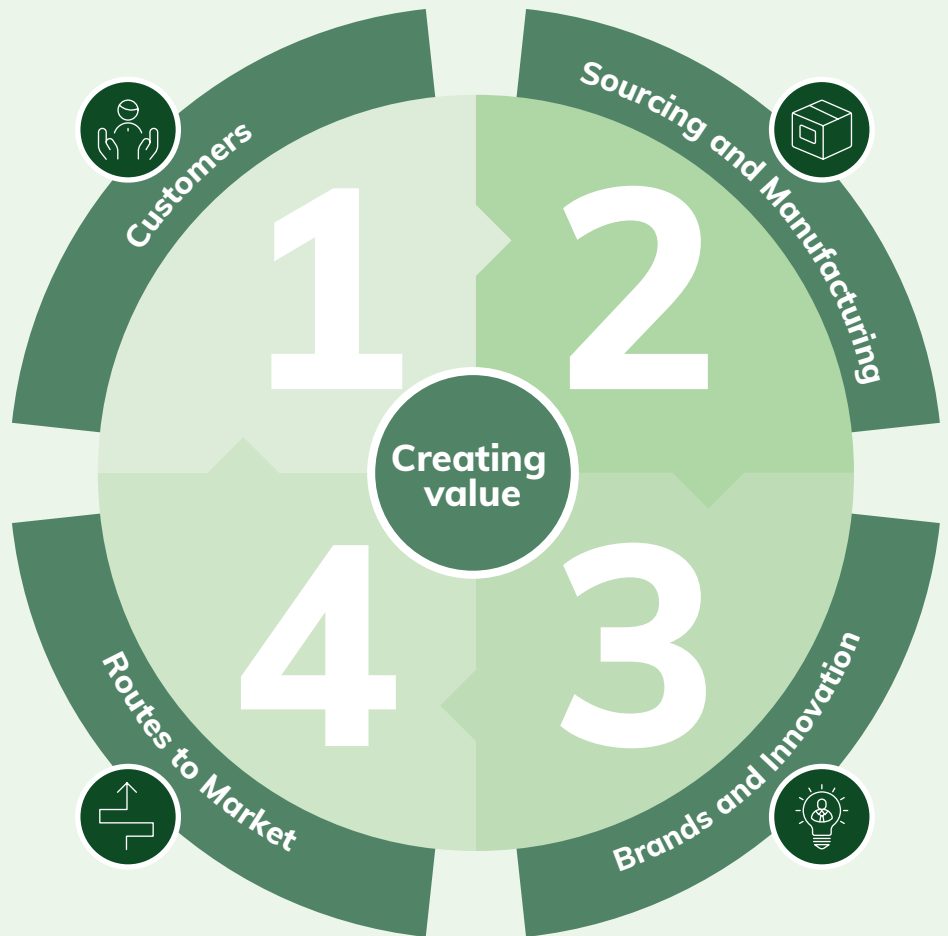 Customers
1
Sourcing and Manufacturing
2
Creating
value
4
Routes to Market
3
Brands and Innovation